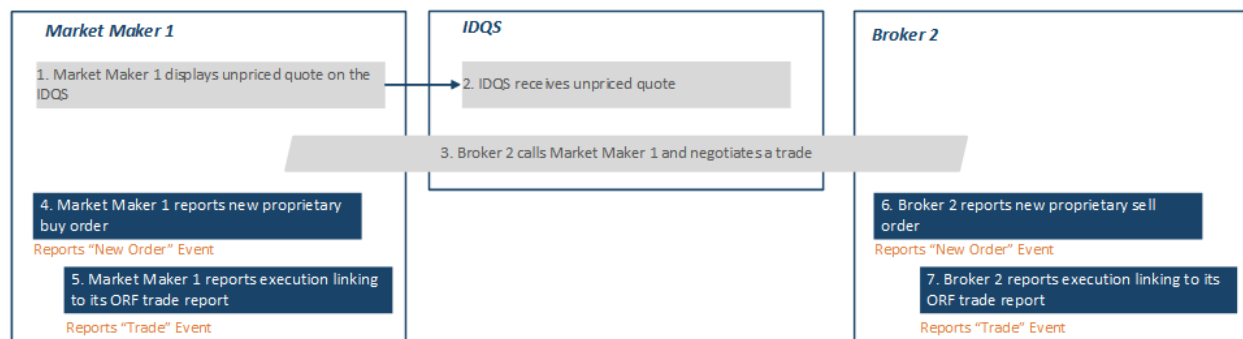 Market Maker 1
IDQS
Broker 2
1. Market Maker 1 displays unpriced quote on the
IDQS
2. IDQS receives unpriced quote
3. Broker 2 calls Market Maker 1 and negotiates a trade
4. Market Maker 1 reports new proprietary
buy order
Reports “New Order” Event
5. Market Maker 1 reports execution linking
to its ORF trade report
Reports “Trade” Event
6. Broker 2 reports new proprietary sell
order
Reports “New Order” Event
7. Broker 2 reports execution linking to its
ORF trade report
Reports “Trade” Event